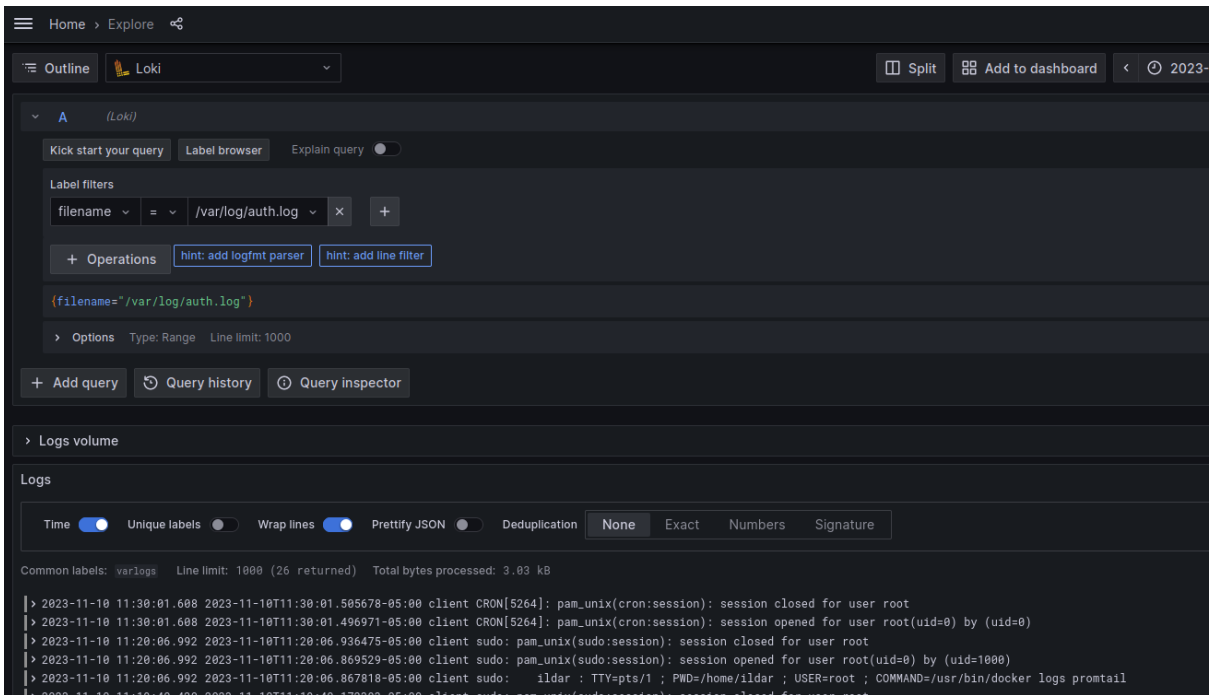 Home › Explore
Outline Loki Split Add to dashboard 2023-
A (Loki)
Kick start your query Label browser Explain query
Label filters
filename = /var/log/auth.log × +
+ Operations hint: add logfmt parser hint: add line filter
{filename="/var/log/auth.log"}
› Options Type: Range Line limit: 1000
+ Add query Query history Query inspector
› Logs volume
Logs
Time Unique labels Wrap lines Prettify JSON Deduplication None Exact Numbers Signature
Common labels: varlogs Line limit: 1000 (26 returned) Total bytes processed: 3.03 kB
> 2023-11-10 11:30:01.608 2023-11-10T11:30:01.505678-05:00 client CRON[5264]: pam_unix(cron:session): session closed for user root
> 2023-11-10 11:30:01.608 2023-11-10T11:30:01.496971-05:00 client CRON[5264]: pam_unix(cron:session): session opened for user root(uid=0) by (uid=0)
> 2023-11-10 11:20:06.992 2023-11-10T11:20:06.936475-05:00 client sudo: pam_unix(sudo:session): session closed for user root
> 2023-11-10 11:20:06.992 2023-11-10T11:20:06.869529-05:00 client sudo: pam_unix(sudo:session): session opened for user root(uid=0) by (uid=1000)
> 2023-11-10 11:20:06.992 2023-11-10T11:20:06.867818-05:00 client sudo: ildar : TTY=pts/1 ; PWD=/home/ildar ; USER=root ; COMMAND=/usr/bin/docker logs promtail